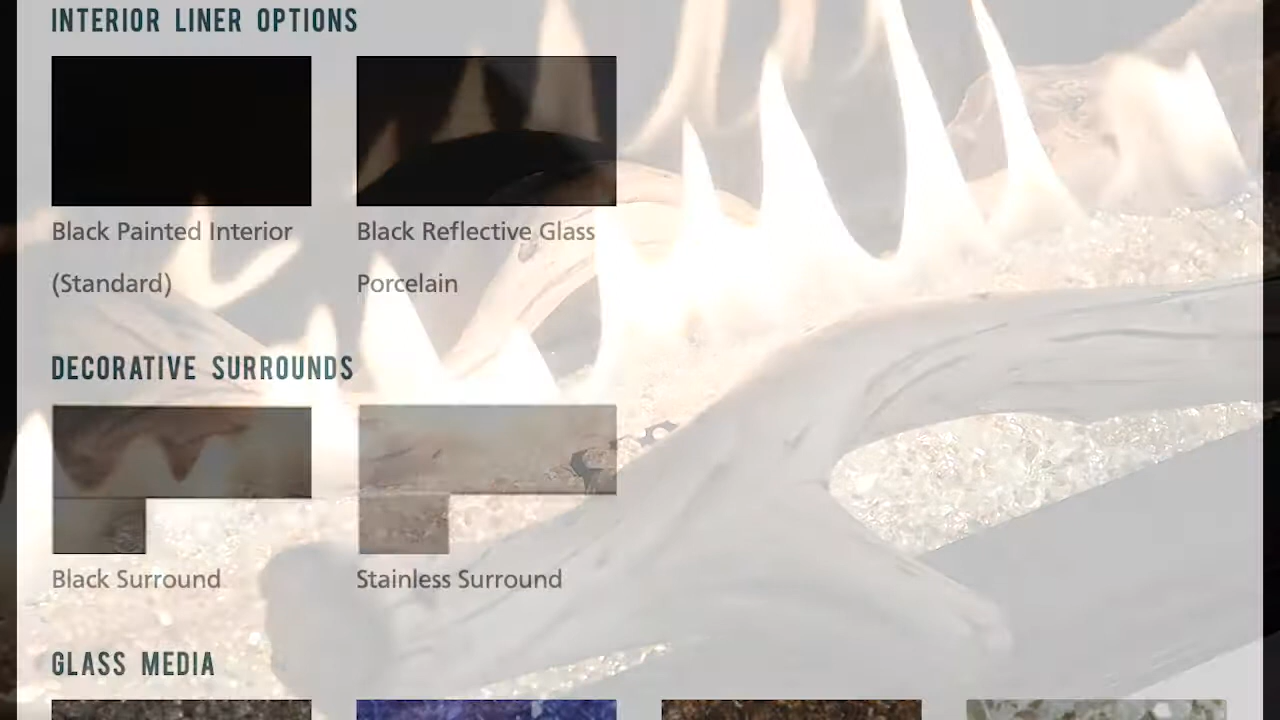 INTERIOR LINER OPTIONS
Black Painted Interior
(Standard)
Black Reflective Glass
Porcelain
DECORATIVE SURROUNDS
Black Surround
Stainless Surround
GLASS MEDIA